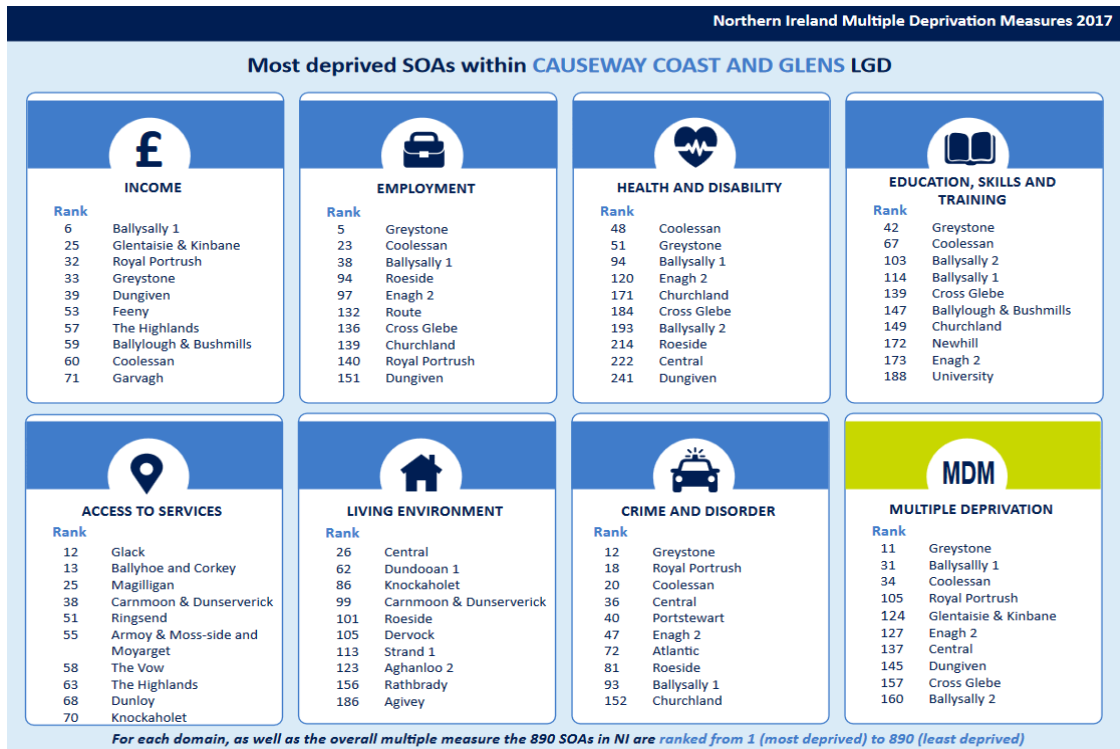 Northern Ireland Multiple Deprivation Measures 2017
Most deprived SOAs within CAUSEWAY COAST AND GLENS LGD
£
INCOME
Rank
6 Ballysally 1
25 Glentaisie & Kinbane
32 Royal Portrush
33 Greystone
39 Dungiven
53 Feeny
57 The Highlands
59 Ballylough & Bushmills
60 Coolessan
71 Garvagh
EMPLOYMENT
Rank
5 Greystone
23 Coolessan
38 Ballysally 1
94 Roeside
97 Enagh 2
132 Route
136 Cross Glebe
139 Churchland
140 Royal Portrush
151 Dungiven
HEALTH AND DISABILITY
Rank
48 Coolessan
51 Greystone
94 Ballysally 1
120 Enagh 2
171 Churchland
184 Cross Glebe
193 Ballysally 2
214 Roeside
222 Central
241 Dungiven
EDUCATION, SKILLS AND
TRAINING
Rank
42 Greystone
67 Coolessan
103 Ballysally 2
114 Ballysally 1
139 Cross Glebe
147 Ballylough & Bushmills
149 Churchland
172 Newhill
173 Enagh 2
188 University
ACCESS TO SERVICES
Rank
12 Glack
13 Ballyhoe and Corkey
25 Magilligan
38 Carnmoon & Dunserverick
51 Ringsend
55 Armoy & Moss-side and
Moyarget
58 The Vow
63 The Highlands
68 Dunloy
70 Knockaholet
LIVING ENVIRONMENT
Rank
26 Central
62 Dundooan 1
86 Knockaholet
99 Carnmoon & Dunserverick
101 Roeside
105 Dervock
113 Strand 1
123 Aghanloo 2
156 Rathbrady
186 Agivey
CRIME AND DISORDER
Rank
12 Greystone
18 Royal Portrush
20 Coolessan
36 Central
40 Portstewart
47 Enagh 2
72 Atlantic
81 Roeside
93 Ballysally 1
152 Churchland
MDM
MULTIPLE DEPRIVATION
Rank
11 Greystone
31 Ballysallly 1
34 Coolessan
105 Royal Portrush
124 Glentaisie & Kinbane
127 Enagh 2
137 Central
145 Dungiven
157 Cross Glebe
160 Ballysally 2
For each domain, as well as the overall multiple measure the 890 SOAs in NI are ranked from 1 (most deprived) to 890 (least deprived)